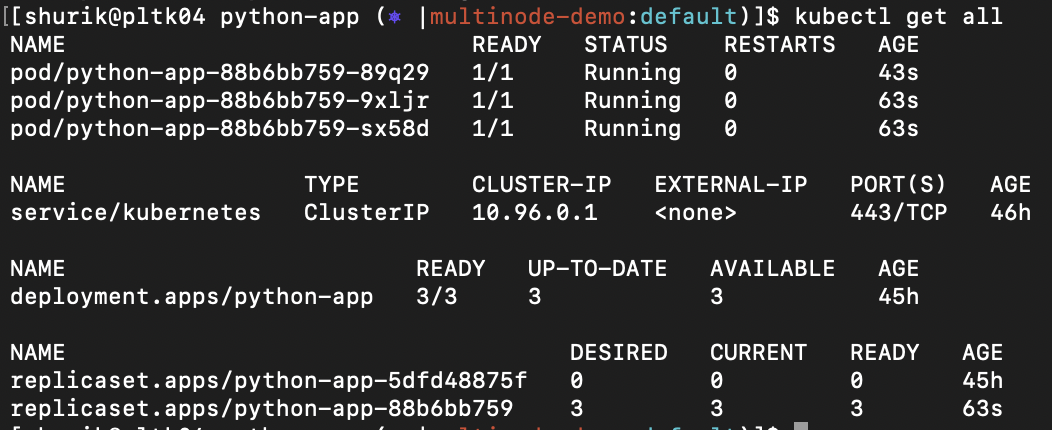 [[shurik@pltk04 python-app (⎈ |multinode-demo:default)]$ kubectl get all
NAME                             READY   STATUS    RESTARTS   AGE
pod/python-app-88b6bb759-89q29   1/1     Running   0          43s
pod/python-app-88b6bb759-9xljr   1/1     Running   0          63s
pod/python-app-88b6bb759-sx58d   1/1     Running   0          63s
NAME                 TYPE        CLUSTER-IP   EXTERNAL-IP   PORT(S)   AGE
service/kubernetes   ClusterIP   10.96.0.1    <none>        443/TCP   46h
NAME                         READY   UP-TO-DATE   AVAILABLE   AGE
deployment.apps/python-app   3/3     3            3           45h
NAME                                    DESIRED   CURRENT   READY   AGE
replicaset.apps/python-app-5dfd48875f   0         0         0       45h
replicaset.apps/python-app-88b6bb759    3         3         3       63s